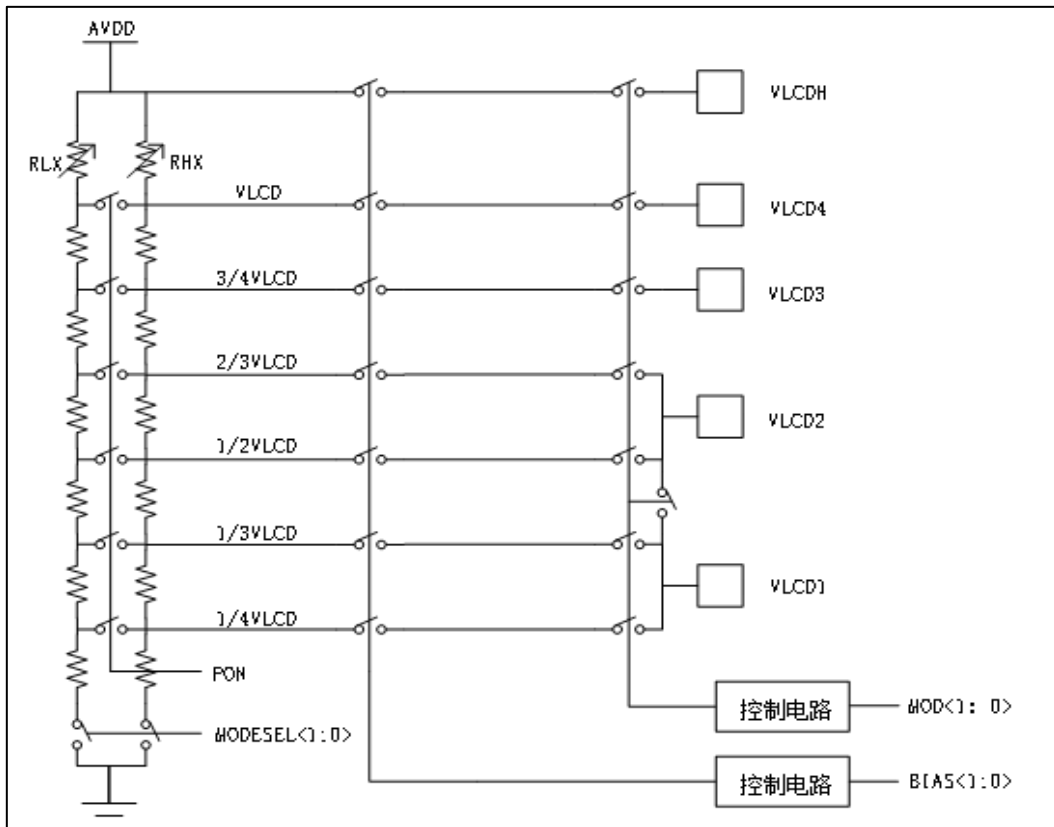 AVDD
VLCDH
RLX
RHX
VLCD
VLCD4
3/4VLCD
VLCD3
2/3VLCD
VLCD2
1/2VLCD
1/3VLCD
VLCD1
1/4VLCD
PON
控制电路
MOD<1: 0>
MODESEL<1:0>
控制电路
BIAS<1:0>